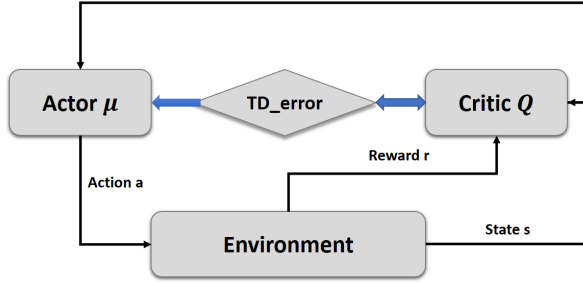 Actor μ
TD_error
Critic Q
Reward r
Action a
Environment
State s